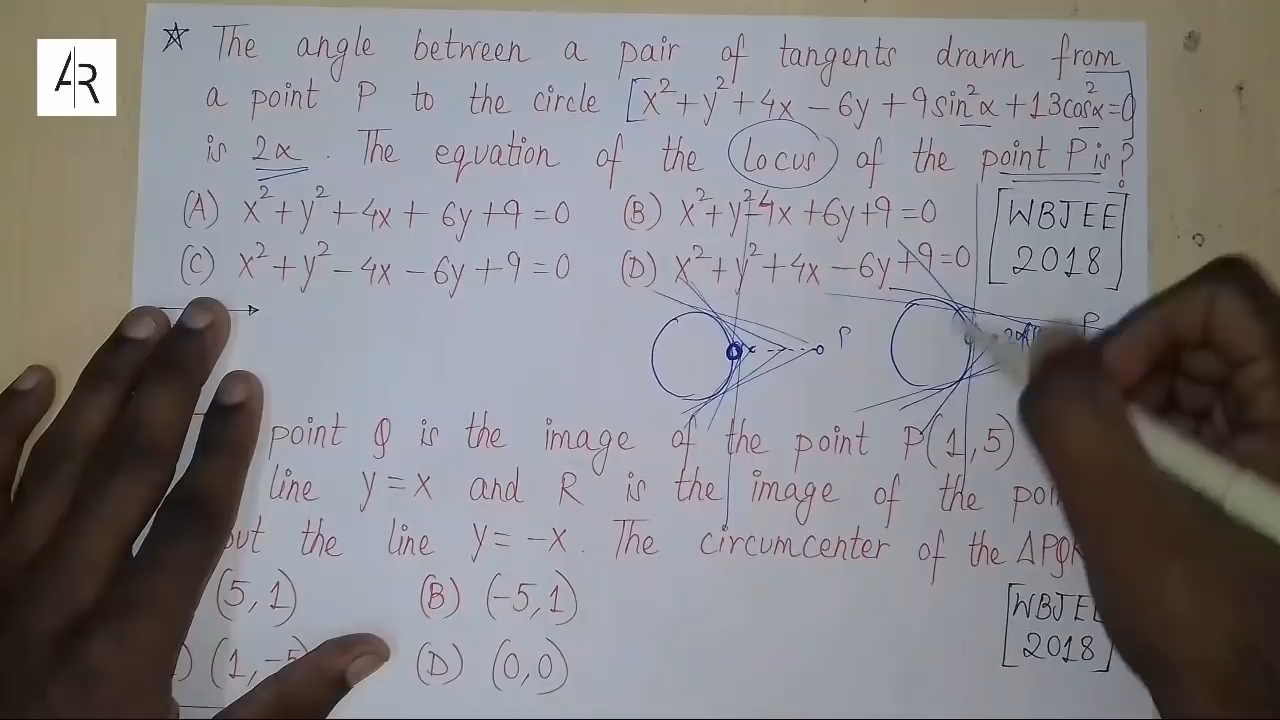 AR
☆ The angle between a pair of tangents drawn from
a point P to the circle [x²+y²+4x-6y+9sin²α+13cos²α=0]
is 2α. The equation of the locus of the point P is?
(A) x²+y²+4x+6y+9=0 (B) x²+y²-4x+6y+9=0
(C) x²+y²-4x-6y+9=0 (D) x²+y²+4x-6y+9=0
[WBJEE
2018]
P
P
2α
point Q is the image of the point P(1,5)
line y=x and R is the image of the
the line y=-x. The circumcenter of the
(5,1) (B) (-5,1)
[WBJEE
2018]
(1,-5) (D) (0,0)